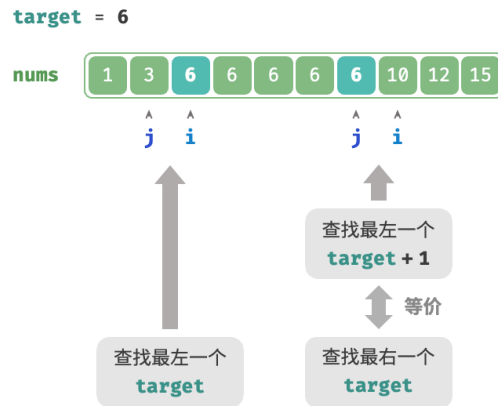 target = 6
nums 1 3 6 6 6 6 6 10 12 15
j i j i
查找最左一个
target + 1
等价
查找最左一个
target
查找最右一个
target